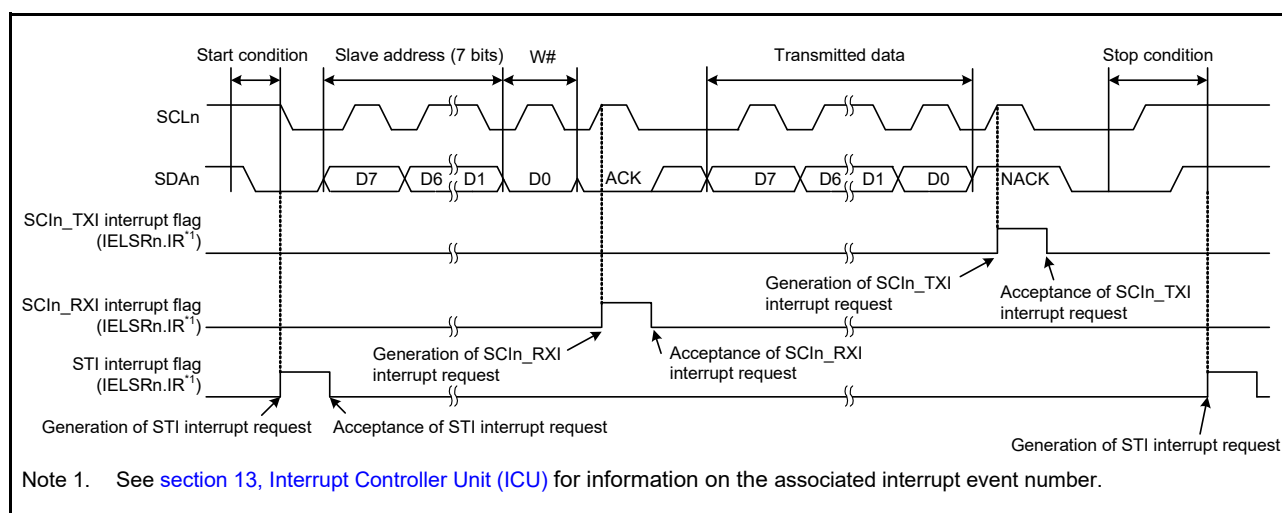 Start condition
Slave address (7 bits)
W#
Transmitted data
Stop condition
SCLn
SDAn
D7
D6
D1
D0
ACK
D7
D6
D1
D0
NACK
SCIn_TXI interrupt flag
(IELSRn.IR*1)
Generation of SCIn_TXI
interrupt request
Acceptance of SCIn_TXI
interrupt request
SCIn_RXI interrupt flag
(IELSRn.IR*1)
Generation of SCIn_RXI
interrupt request
Acceptance of SCIn_RXI
interrupt request
STI interrupt flag
(IELSRn.IR*1)
Generation of STI interrupt request
Acceptance of STI interrupt request
Generation of STI interrupt request
Note 1. See section 13, Interrupt Controller Unit (ICU) for information on the associated interrupt event number.